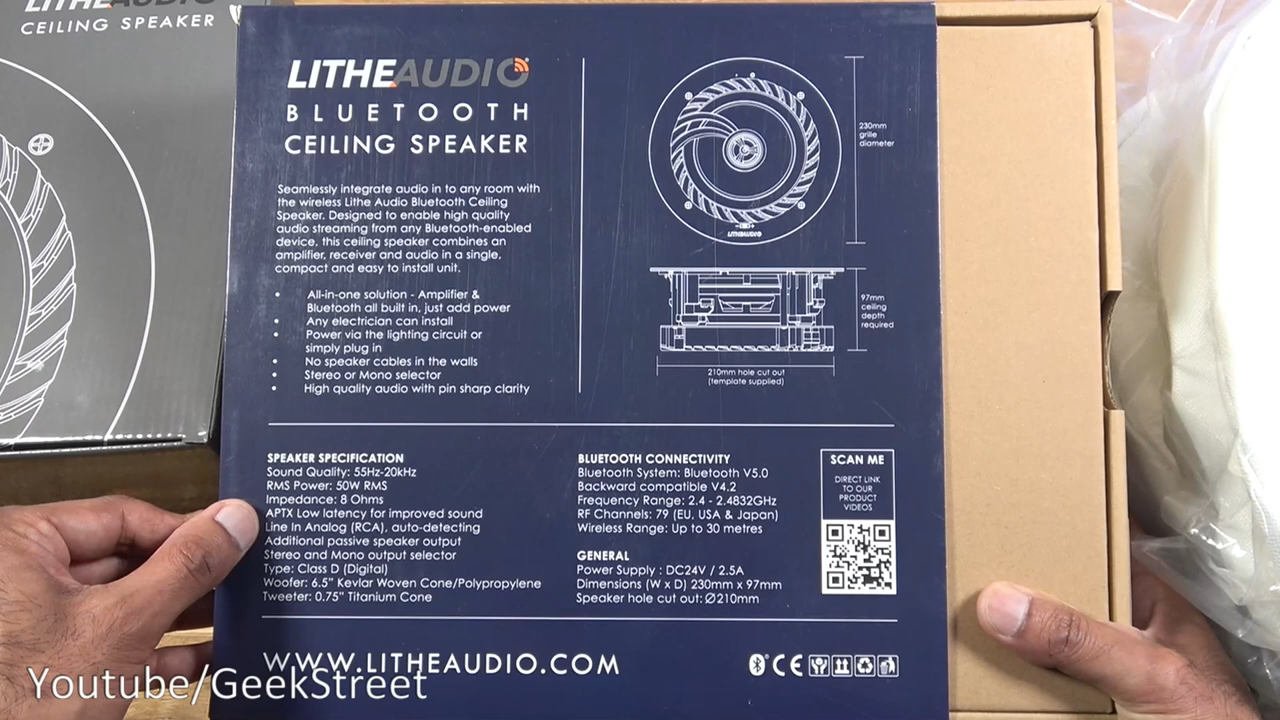 LITHEAUDIO
CEILING SPEAKER
LITHEAUDIO
BLUETOOTH
CEILING SPEAKER
Seamlessly integrate audio in to any room with
the wireless Lithe Audio Bluetooth Ceiling
Speaker. Designed to enable high quality
audio streaming from any Bluetooth-enabled
device, this ceiling speaker combines an
amplifier, receiver and audio in a single,
compact and easy to install unit.
• All-in-one solution - Amplifier &
Bluetooth all built in, just add power
• Any electrician can install
• Power via the lighting circuit or
simply plug in
• No speaker cables in the walls
• Stereo or Mono selector
• High quality audio with pin sharp clarity
230mm
grille
diameter
LITHEAUDIO
97mm
ceiling
depth
required
210mm hole cut out
(template supplied)
SPEAKER SPECIFICATION
Sound Quality: 55Hz-20kHz
RMS Power: 50W RMS
Impedance: 8 Ohms
APTX Low latency for improved sound
Line In Analog (RCA), auto-detecting
Additional passive speaker output
Stereo and Mono output selector
Type: Class D (Digital)
Woofer: 6.5" Kevlar Woven Cone/Polypropylene
Tweeter: 0.75" Titanium Cone
BLUETOOTH CONNECTIVITY
Bluetooth System: Bluetooth V5.0
Backward compatible V4.2
Frequency Range: 2.4 - 2.4832GHz
RF Channels: 79 (EU, USA & Japan)
Wireless Range: Up to 30 metres
GENERAL
Power Supply : DC24V / 2.5A
Dimensions (W x D) 230mm x 97mm
Speaker hole cut out: Ø210mm
SCAN ME
DIRECT LINK
TO OUR
PRODUCT
VIDEOS
WWW.LITHEAUDIO.COM
CE
Youtube/GeekStreet